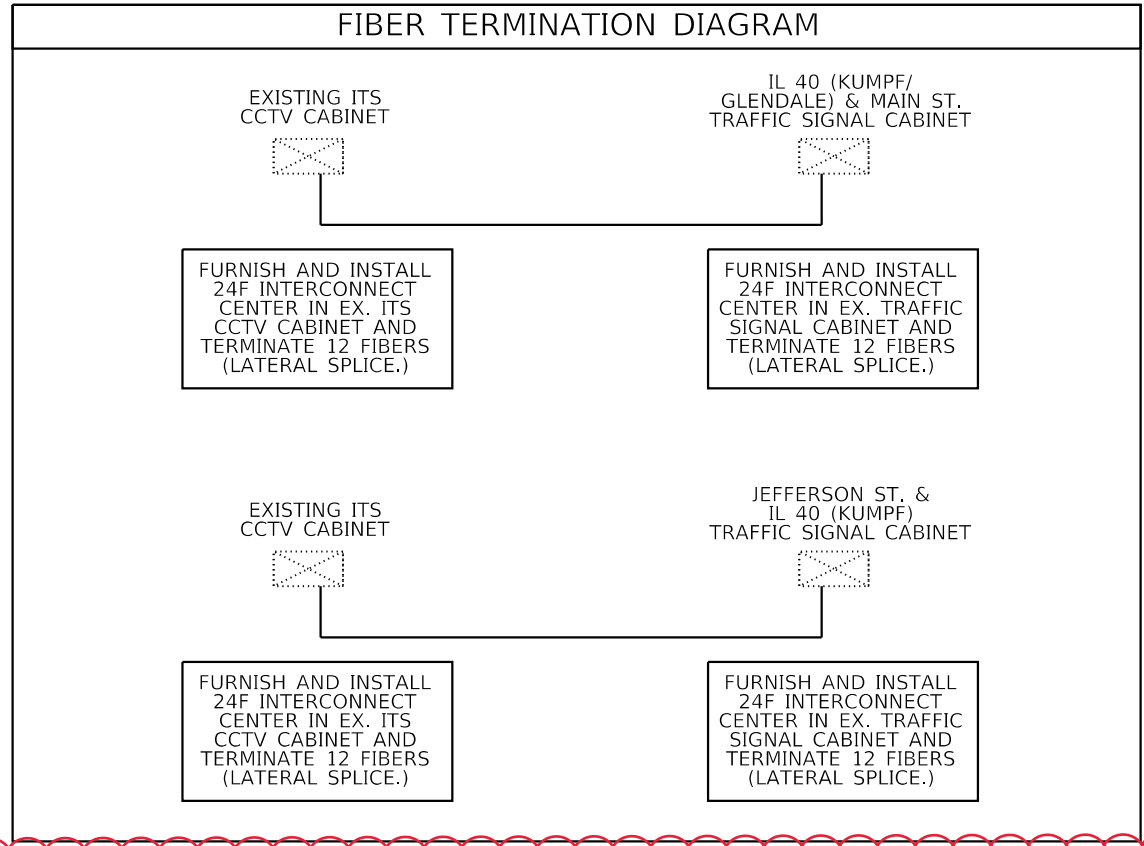 FIBER TERMINATION DIAGRAM
EXISTING ITS
CCTV CABINET
IL 40 (KUMPF/
GLENDALE) & MAIN ST.
TRAFFIC SIGNAL CABINET
FURNISH AND INSTALL
24F INTERCONNECT
CENTER IN EX. ITS
CCTV CABINET AND
TERMINATE 12 FIBERS
(LATERAL SPLICE.)
FURNISH AND INSTALL
24F INTERCONNECT
CENTER IN EX. TRAFFIC
SIGNAL CABINET AND
TERMINATE 12 FIBERS
(LATERAL SPLICE.)
EXISTING ITS
CCTV CABINET
JEFFERSON ST. &
IL 40 (KUMPF)
TRAFFIC SIGNAL CABINET
FURNISH AND INSTALL
24F INTERCONNECT
CENTER IN EX. ITS
CCTV CABINET AND
TERMINATE 12 FIBERS
(LATERAL SPLICE.)
FURNISH AND INSTALL
24F INTERCONNECT
CENTER IN EX. TRAFFIC
SIGNAL CABINET AND
TERMINATE 12 FIBERS
(LATERAL SPLICE.)